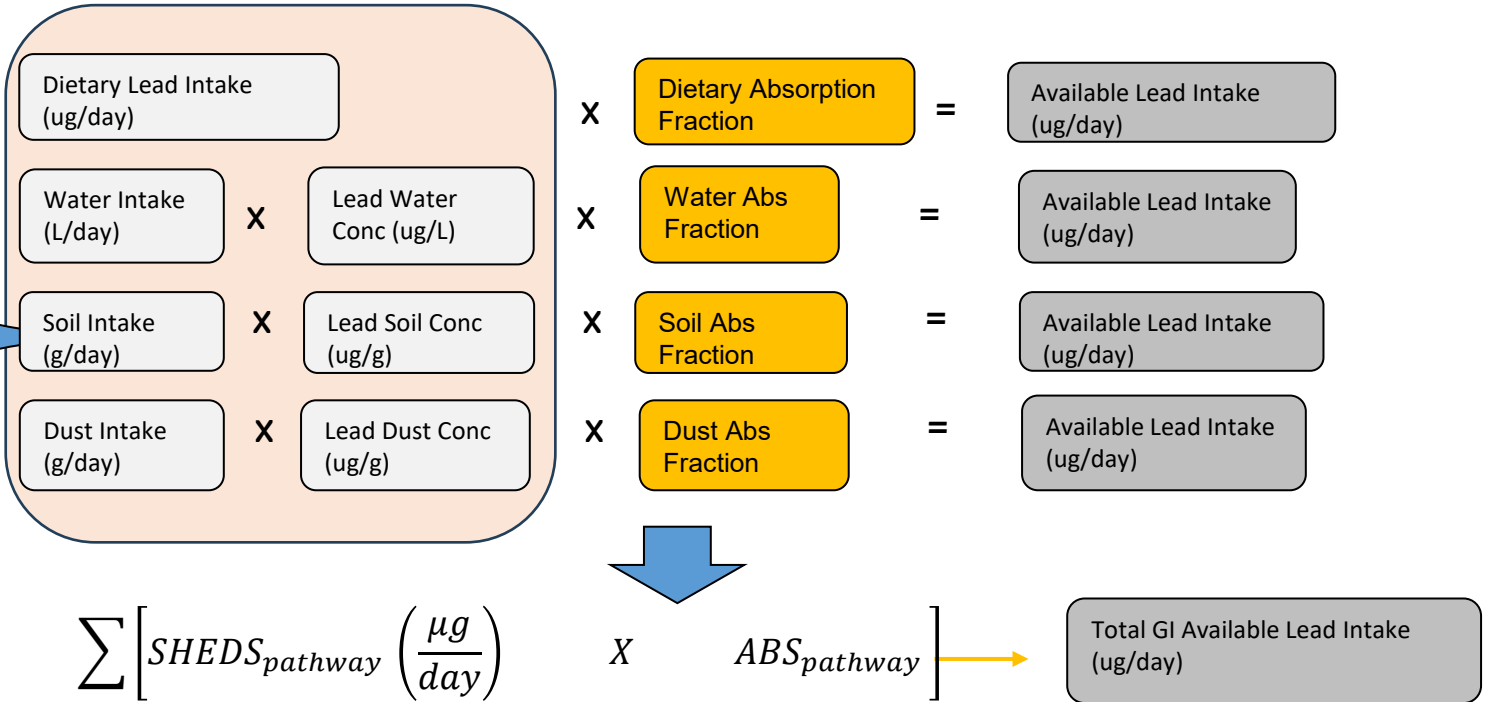 Dietary Lead Intake
(ug/day)
X
Dietary Absorption
Fraction
=
Available Lead Intake
(ug/day)
Water Intake
(L/day)
X
Lead Water
Conc (ug/L)
X
Water Abs
Fraction
=
Available Lead Intake
(ug/day)
Soil Intake
(g/day)
X
Lead Soil Conc
(ug/g)
X
Soil Abs
Fraction
=
Available Lead Intake
(ug/day)
Dust Intake
(g/day)
X
Lead Dust Conc
(ug/g)
X
Dust Abs
Fraction
=
Available Lead Intake
(ug/day)
∑[SHEDS_pathway (μg/day) X ABS_pathway]
Total GI Available Lead Intake
(ug/day)